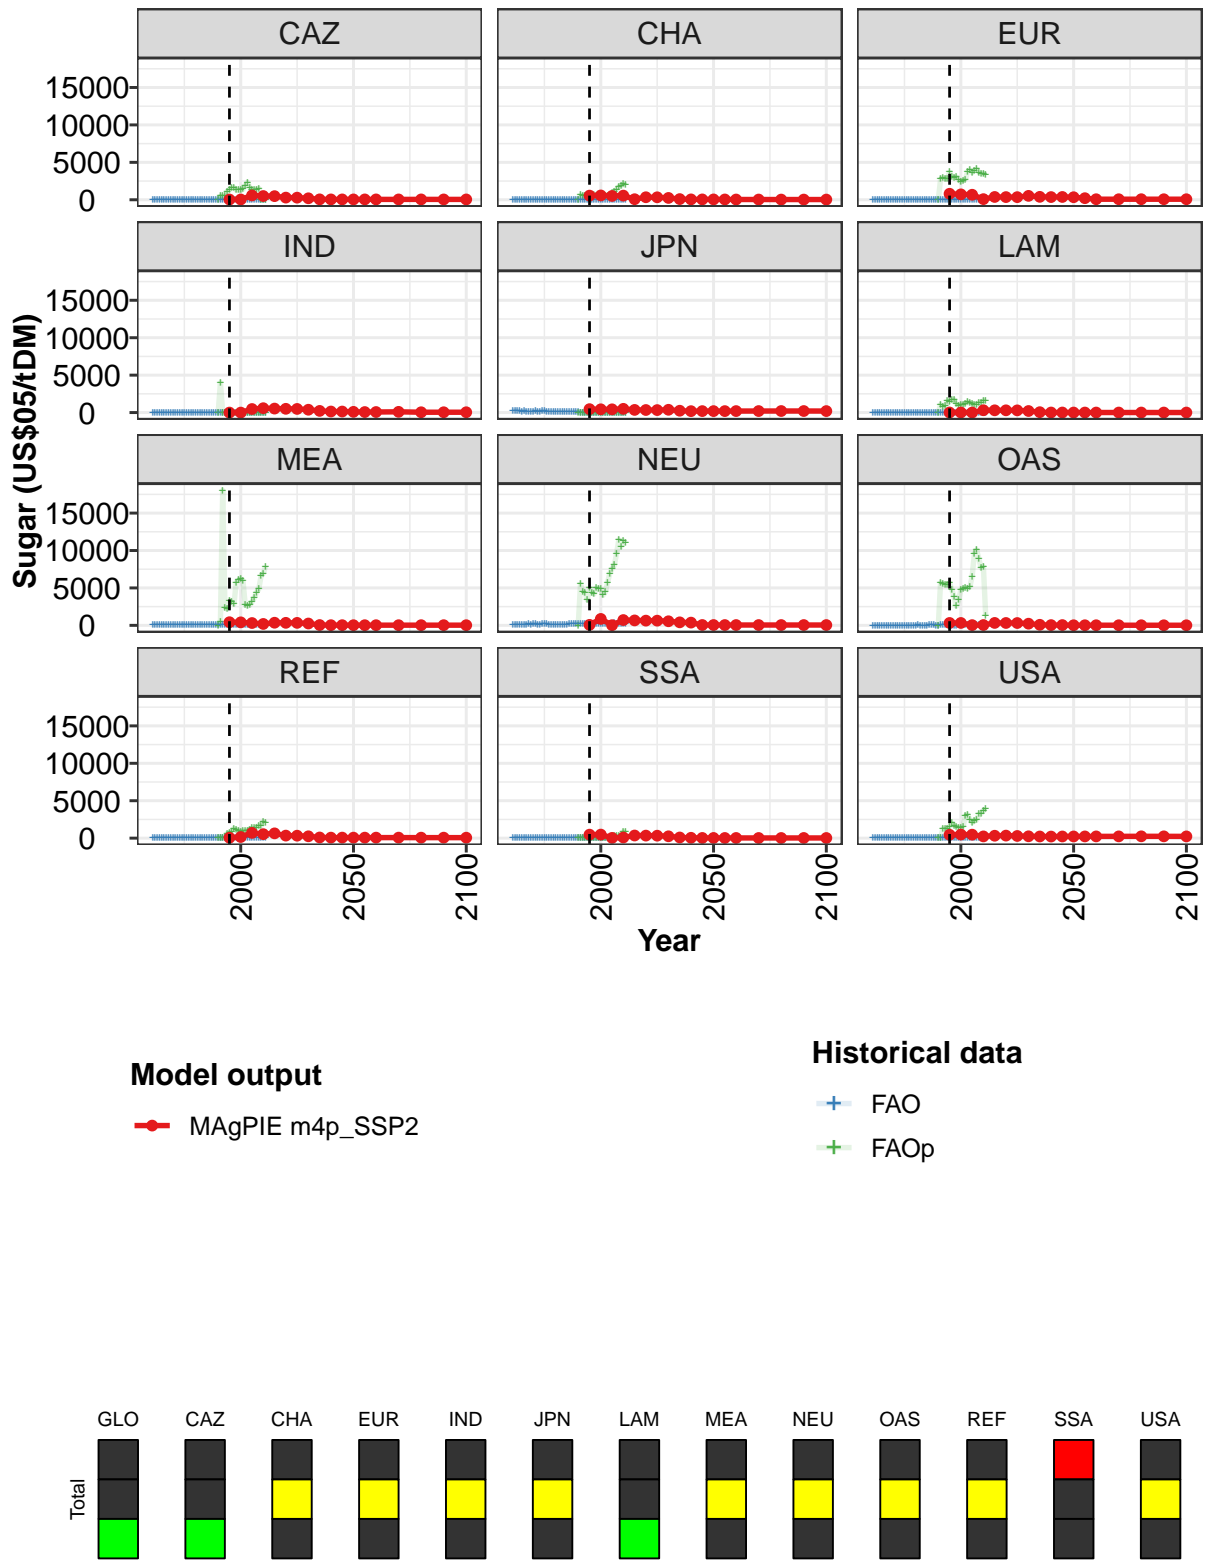 CAZ CHA EUR
15000
10000
5000
0
IND JPN LAM
15000
10000
5000
0
Sugar (US$05/tDM)
MEA NEU OAS
15000
10000
5000
0
REF SSA USA
15000
10000
5000
0
2000 2050 2100 2000 2050 2100 2000 2050 2100
Year
Model output
MAgPIE m4p_SSP2
Historical data
FAO
FAOp
GLO CAZ CHA EUR IND JPN LAM MEA NEU OAS REF SSA USA
Total